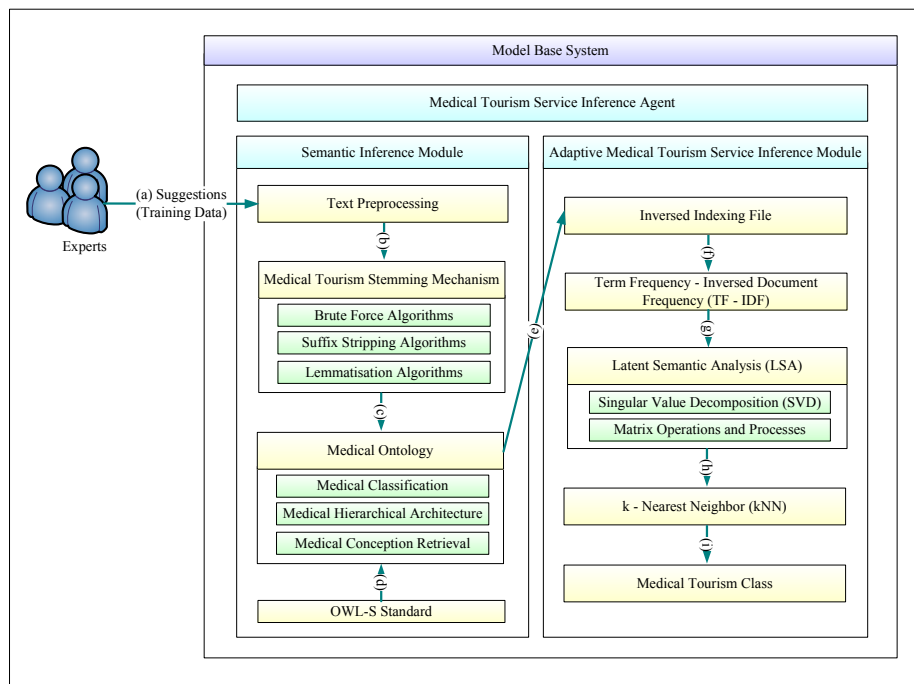 Model Base System
Medical Tourism Service Inference Agent
Semantic Inference Module
Adaptive Medical Tourism Service Inference Module
(a) Suggestions
(Training Data)
Experts
Text Preprocessing
(b)
Medical Tourism Stemming Mechanism
Brute Force Algorithms
Suffix Stripping Algorithms
Lemmatisation Algorithms
(c)
Medical Ontology
Medical Classification
Medical Hierarchical Architecture
Medical Conception Retrieval
(d)
OWL-S Standard
(e)
Inversed Indexing File
(f)
Term Frequency - Inversed Document
Frequency (TF - IDF)
(g)
Latent Semantic Analysis (LSA)
Singular Value Decomposition (SVD)
Matrix Operations and Processes
(h)
k - Nearest Neighbor (kNN)
(i)
Medical Tourism Class